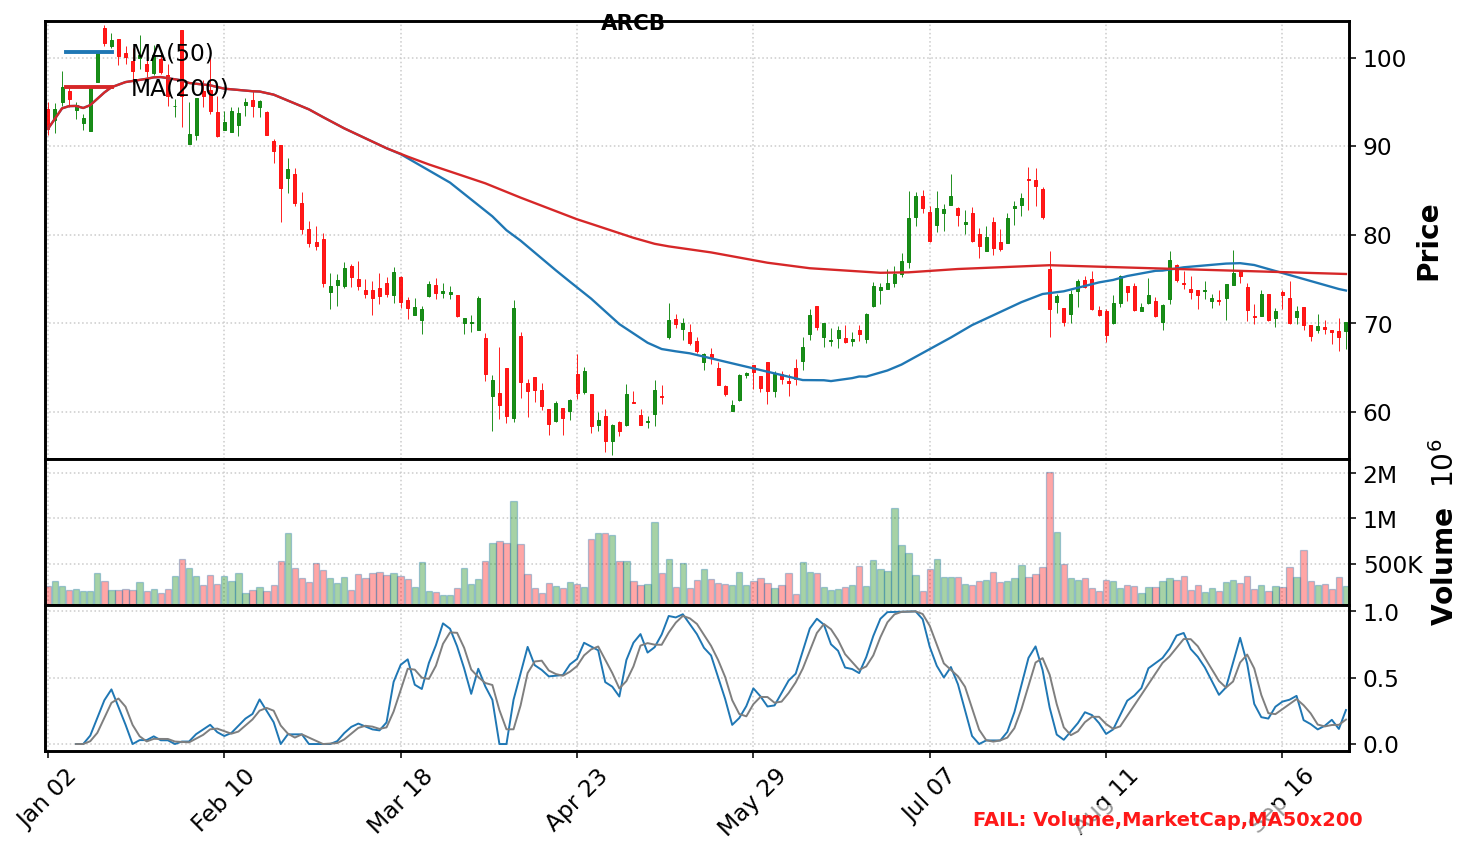 ARCB
MA(50)
MA(200)
100
90
80
70
60
Price
2M
1M
500K
Volume 10⁶
1.0
0.5
0.0
Jan 02
Feb 10
Mar 18
Apr 23
May 29
Jul 07
Aug 11
Sep 16
FAIL: Volume,MarketCap,MA50x200